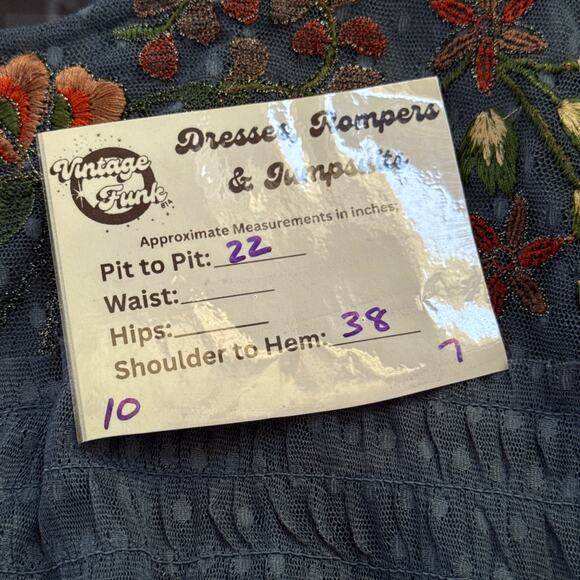 Vintage Funk
Dresses Rompers
& Jumpsuits
Approximate Measurements in inches;
Pit to Pit: 22
Waist:
Hips:
Shoulder to Hem: 38
10
7